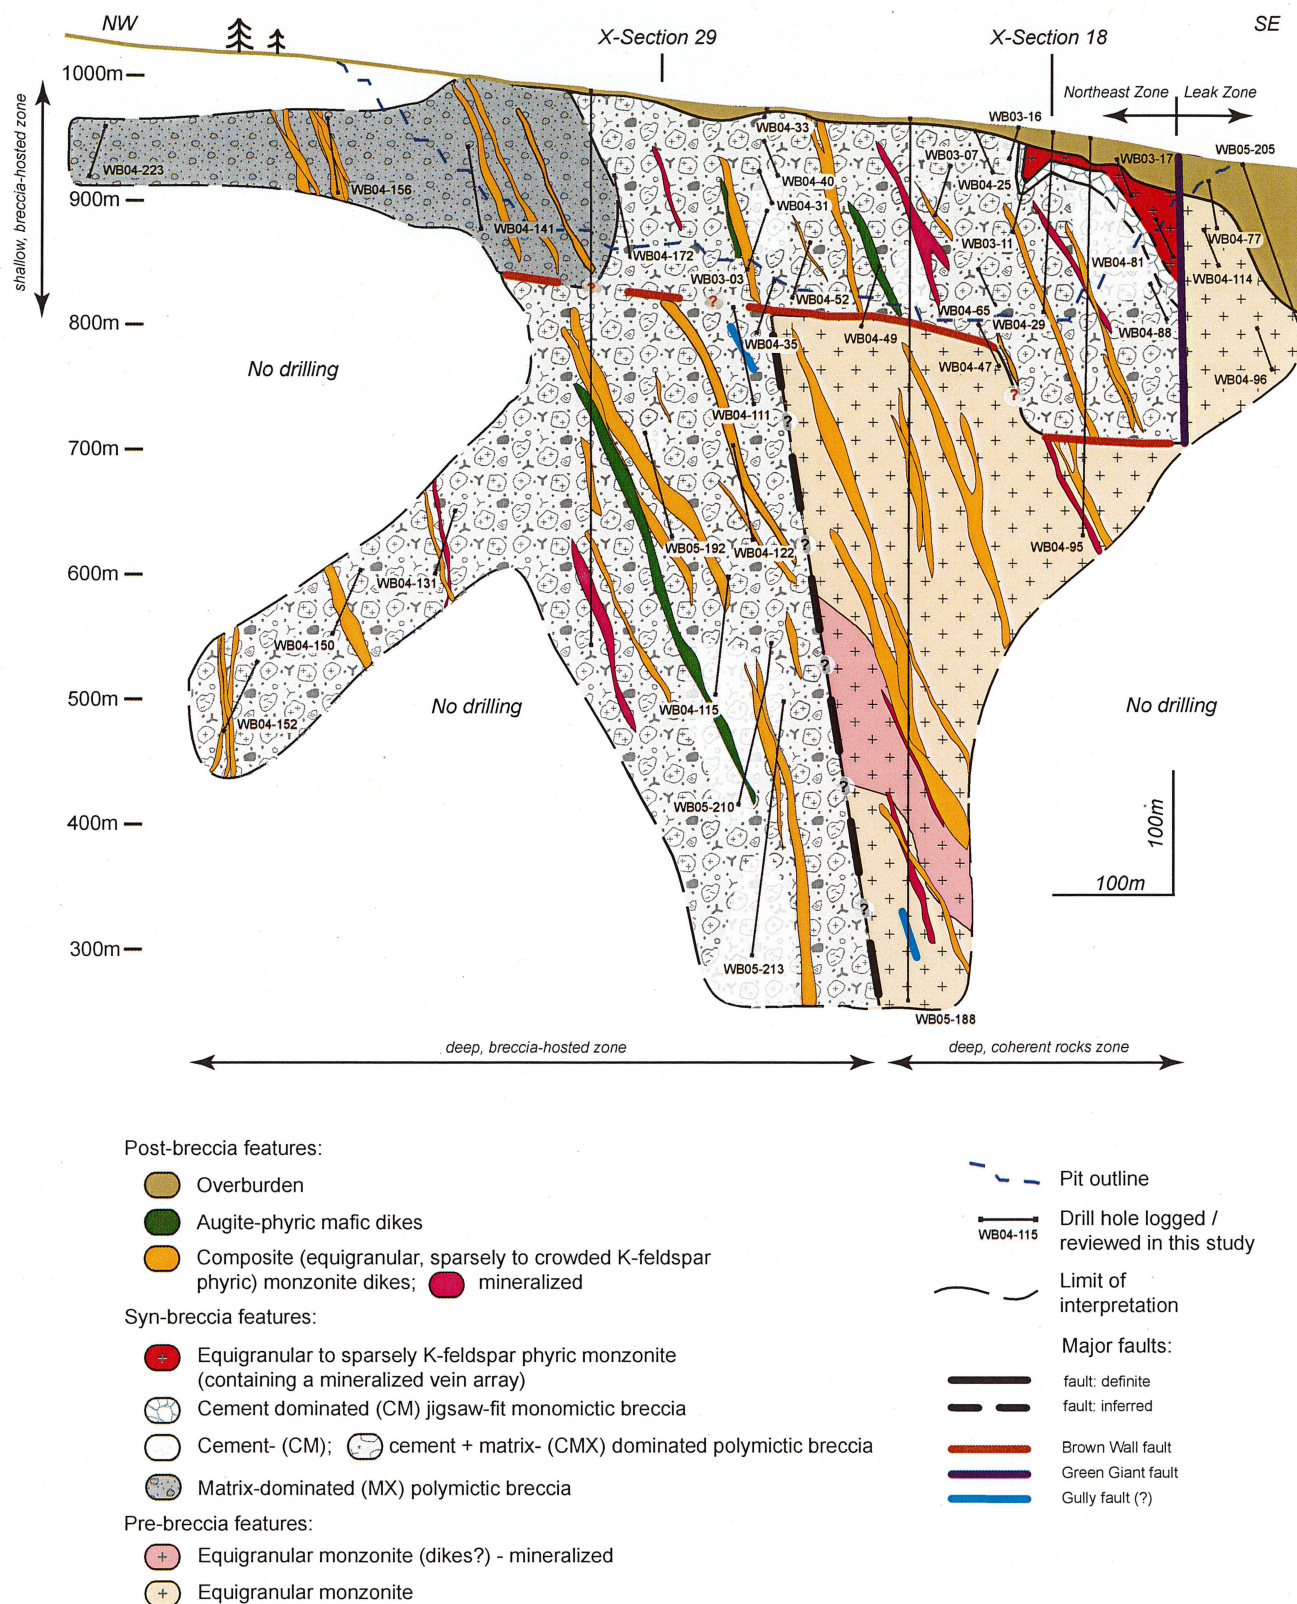 NW
X-Section 29
X-Section 18
SE
1000m
Northeast Zone
Leak Zone
shallow, breccia-hosted zone
WB03-16
WB04-33
WB03-07
WB03-17
WB05-205
WB04-223
WB04-156
WB04-40
WB04-25
900m
WB04-31
WB04-141
WB03-11
WB04-77
WB04-172
WB04-81
WB03-03
WB04-114
WB04-52
WB04-65
WB04-29
800m
WB04-88
WB04-35
WB04-49
No drilling
WB04-47
WB04-96
WB04-111
700m
WB05-192
WB04-122
WB04-95
600m
WB04-131
WB04-150
500m
No drilling
WB04-115
No drilling
WB04-152
WB05-210
400m
100m
100m
300m
WB05-213
WB05-188
deep, breccia-hosted zone
deep, coherent rocks zone
Post-breccia features:
Overburden
Augite-phyric mafic dikes
Composite (equigranular, sparsely to crowded K-feldspar
phyric) monzonite dikes; mineralized
Syn-breccia features:
Equigranular to sparsely K-feldspar phyric monzonite
(containing a mineralized vein array)
Cement dominated (CM) jigsaw-fit monomictic breccia
Cement- (CM); cement + matrix- (CMX) dominated polymictic breccia
Matrix-dominated (MX) polymictic breccia
Pre-breccia features:
Equigranular monzonite (dikes?) - mineralized
Equigranular monzonite
Pit outline
Drill hole logged /
WB04-115
reviewed in this study
Limit of
interpretation
Major faults:
fault: definite
fault: inferred
Brown Wall fault
Green Giant fault
Gully fault (?)